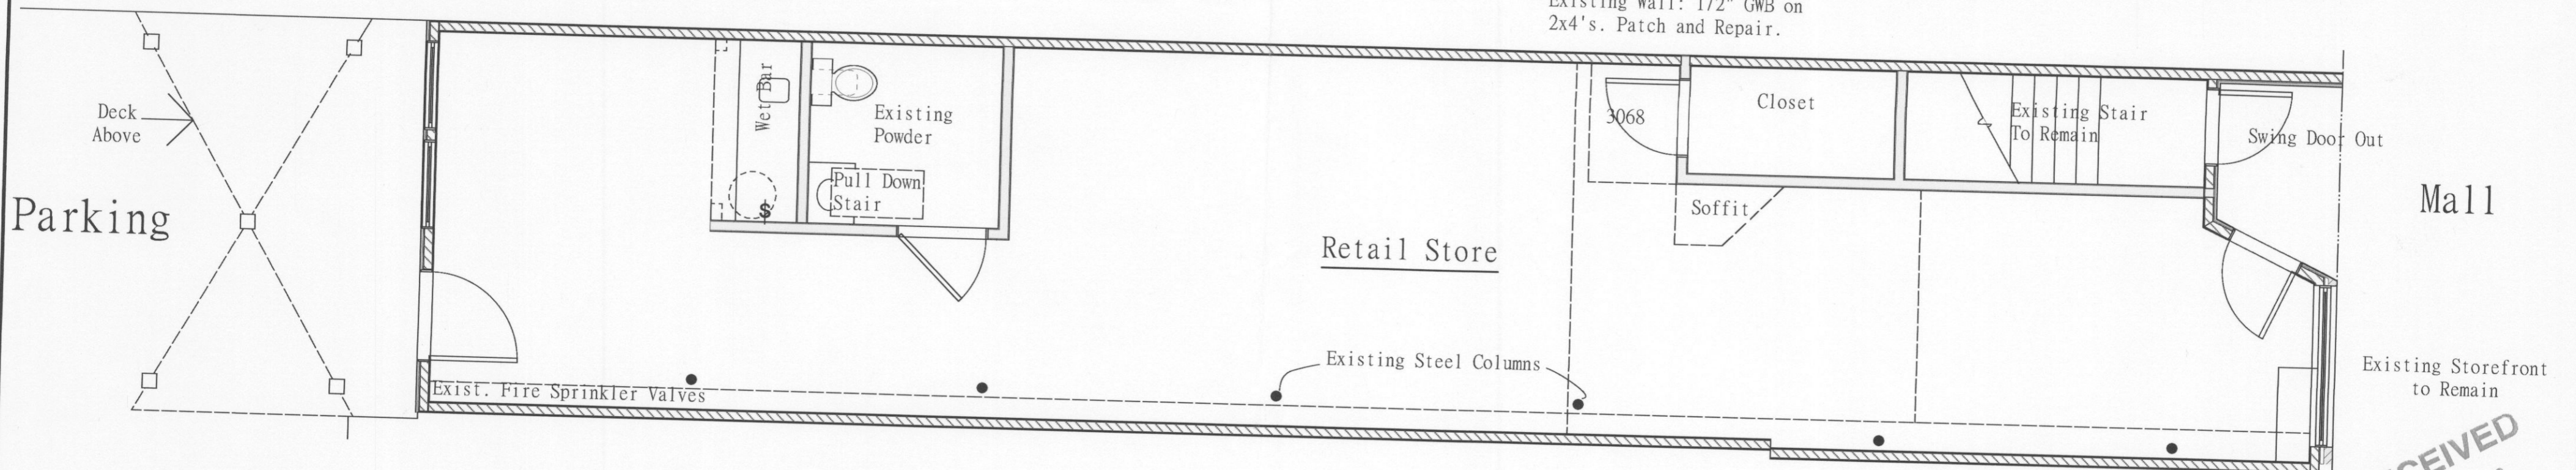 Existing Wall: 1/2" GWB on
2x4's. Patch and Repair.
Deck
Above
Parking
Wet Bar
Existing
Powder
Pull Down
Stair
$
3068
Closet
Existing Stair
To Remain
Swing Door Out
Mall
Soffit
Retail Store
Existing Steel Columns
Exist. Fire Sprinkler Valves
Existing Storefront
to Remain